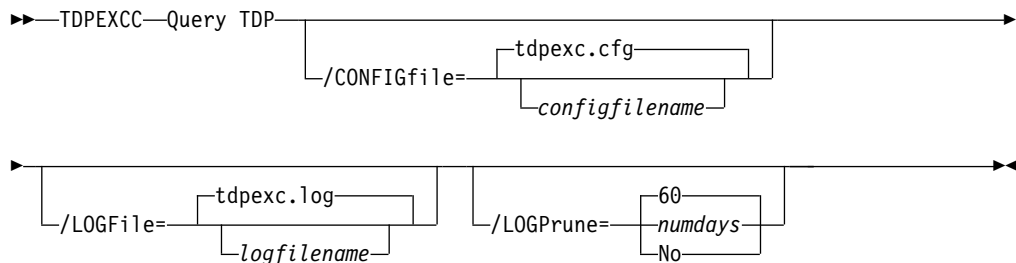 TDPEXCC Query TDP
tdpexc.cfg
/CONFIGfile=
configfilename
tdpexc.log
/LOGFile=
logfilename
60
/LOGPrune=
numdays
No